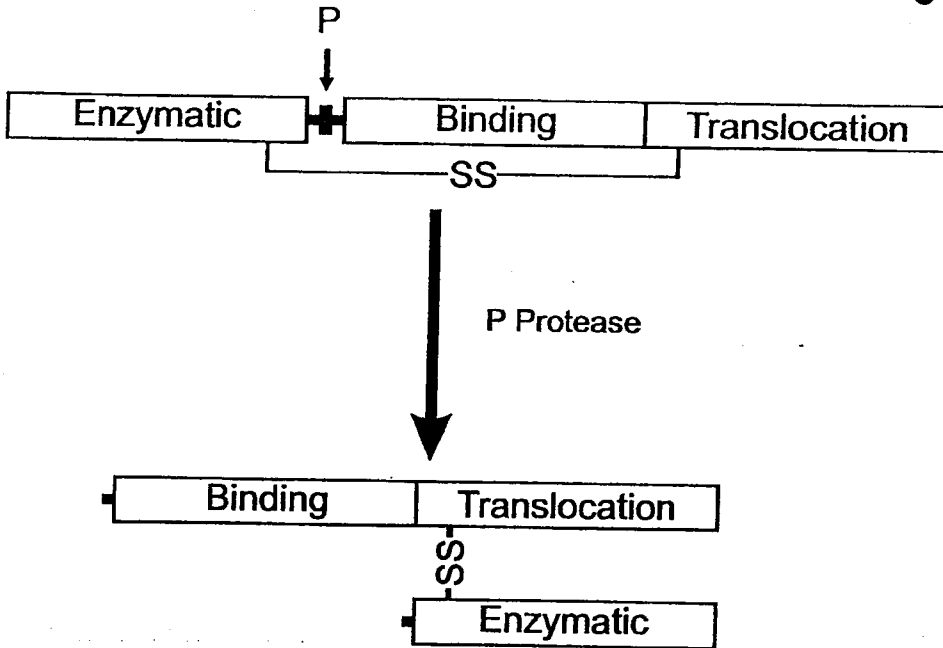 P
Enzymatic Binding Translocation
SS
P Protease
Binding Translocation
SS
Enzymatic